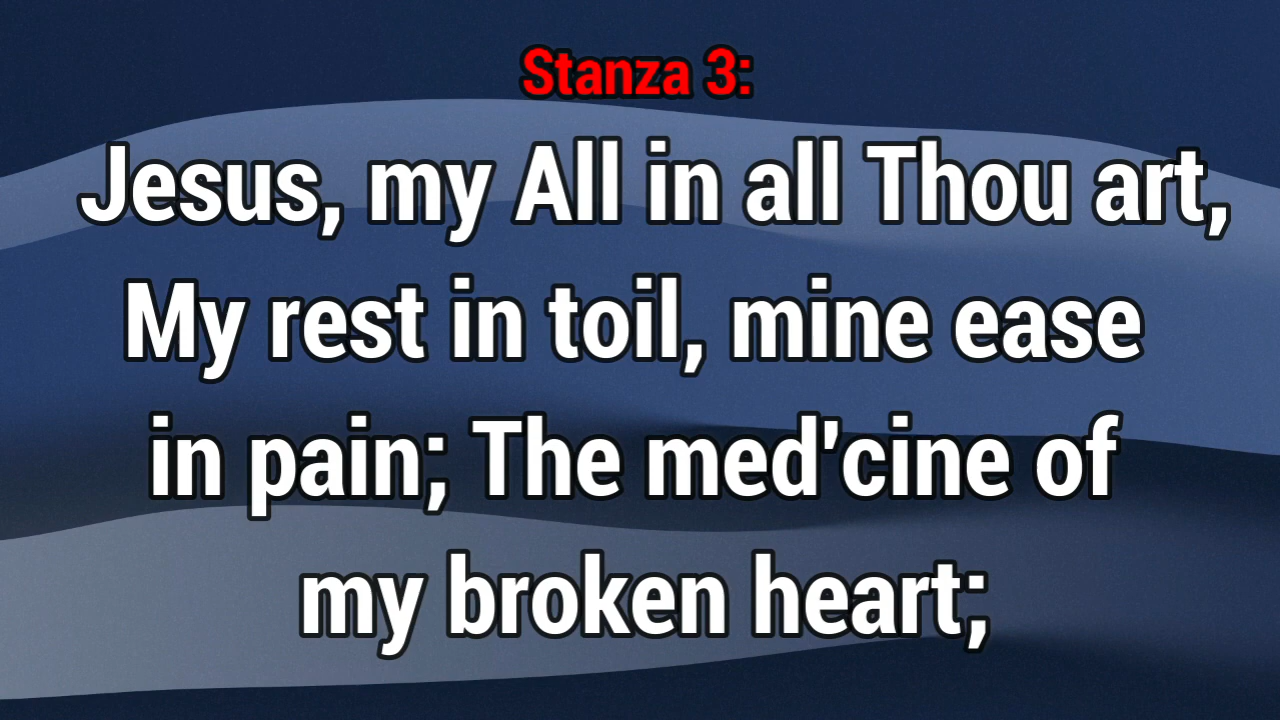 Stanza 3:
Jesus, my All in all Thou art,
My rest in toil, mine ease
in pain; The med'cine of
my broken heart;